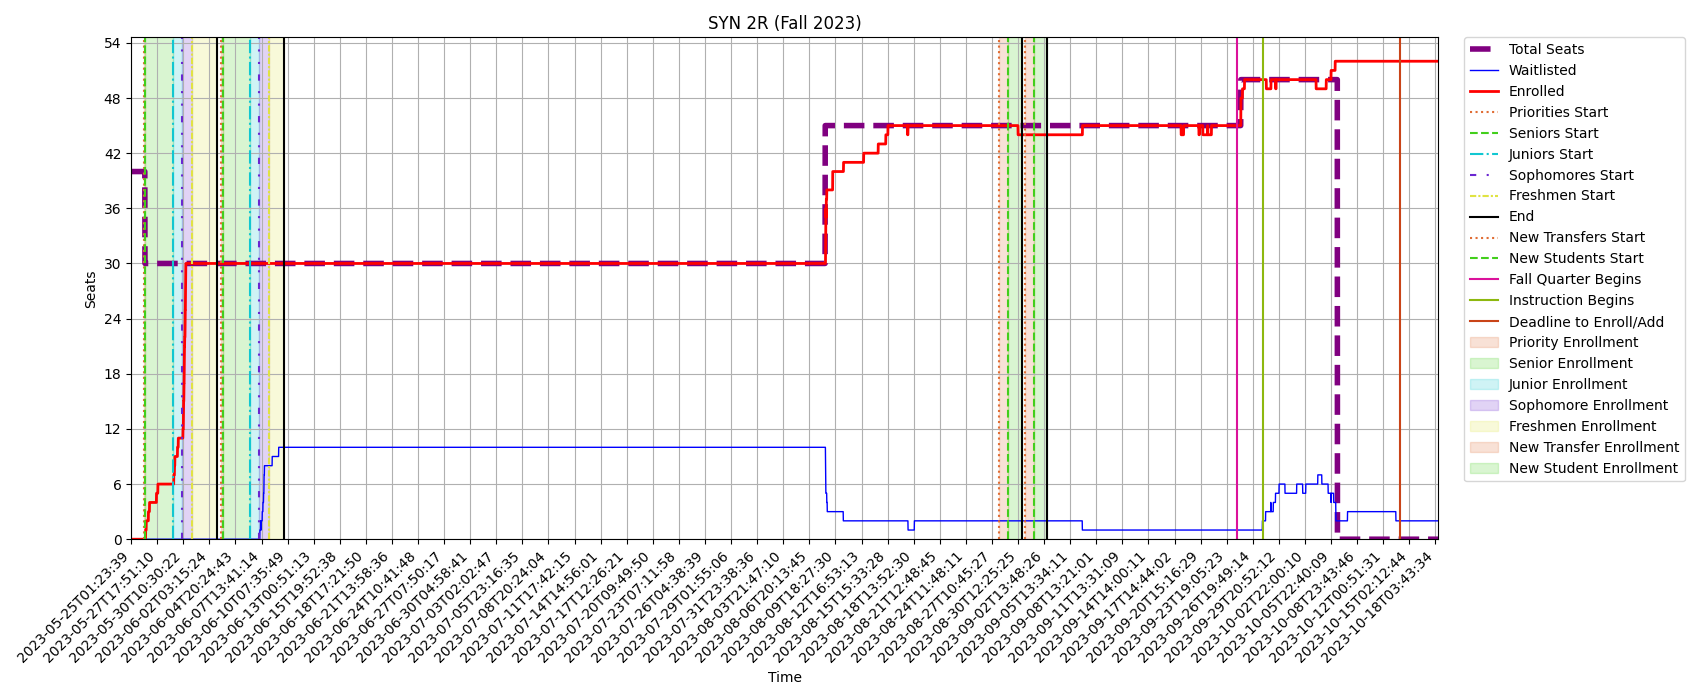 SYN 2R (Fall 2023)
54
48
42
36
30
24
18
12
6
0
Seats
2023-05-25T01:23:39
2023-05-27T17:51:10
2023-05-30T10:30:22
2023-06-02T03:15:24
2023-06-04T20:24:43
2023-06-07T13:41:14
2023-06-10T07:35:49
2023-06-13T00:51:13
2023-06-15T19:52:38
2023-06-18T17:21:50
2023-06-21T13:58:36
2023-06-24T10:41:48
2023-06-27T07:50:17
2023-06-30T04:58:41
2023-07-03T02:02:47
2023-07-05T23:16:35
2023-07-08T20:24:04
2023-07-11T17:42:15
2023-07-14T14:56:01
2023-07-17T12:26:21
2023-07-20T09:49:50
2023-07-23T07:11:58
2023-07-26T04:38:39
2023-07-29T01:55:06
2023-07-31T23:38:36
2023-08-03T21:47:10
2023-08-06T20:13:45
2023-08-09T18:27:30
2023-08-12T16:53:13
2023-08-15T15:33:28
2023-08-18T13:52:30
2023-08-21T12:48:45
2023-08-24T11:48:11
2023-08-27T10:45:27
2023-08-30T12:25:25
2023-09-02T13:48:26
2023-09-05T13:34:11
2023-09-08T13:21:01
2023-09-11T13:31:09
2023-09-14T14:00:11
2023-09-17T14:44:02
2023-09-20T15:16:29
2023-09-23T19:05:23
2023-09-26T19:49:14
2023-09-29T20:52:12
2023-10-02T22:00:10
2023-10-05T22:40:09
2023-10-08T23:43:46
2023-10-12T00:51:31
2023-10-15T02:12:44
2023-10-18T03:43:34
Time
Total Seats
Waitlisted
Enrolled
Priorities Start
Seniors Start
Juniors Start
Sophomores Start
Freshmen Start
End
New Transfers Start
New Students Start
Fall Quarter Begins
Instruction Begins
Deadline to Enroll/Add
Priority Enrollment
Senior Enrollment
Junior Enrollment
Sophomore Enrollment
Freshmen Enrollment
New Transfer Enrollment
New Student Enrollment